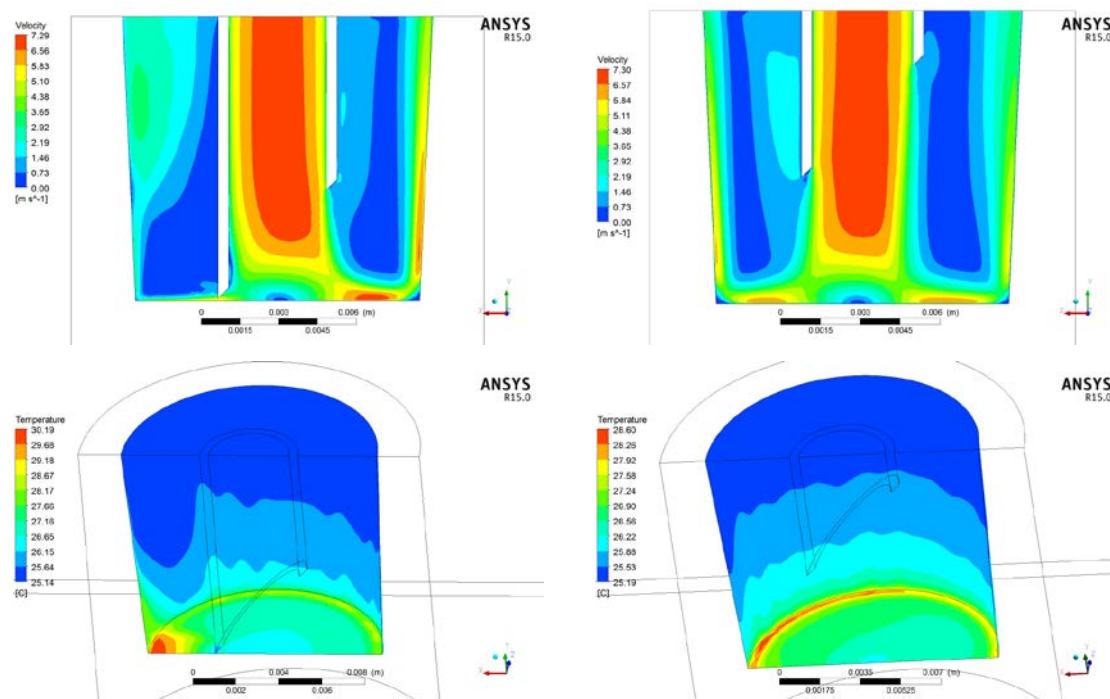 Velocity
7.29
6.56
5.83
5.10
4.38
3.65
2.92
2.19
1.46
0.73
0.00
[m s^-1]
ANSYS
R15.0
0 0.003 0.006 (m)
0.0015 0.0045
Y
X
Velocity
7.30
6.57
5.84
5.11
4.38
3.65
2.92
2.19
1.46
0.73
0.00
[m s^-1]
ANSYS
R15.0
0 0.003 0.006 (m)
0.0015 0.0045
Y
X
Temperature
30.19
29.68
29.18
28.67
28.17
27.66
27.16
26.65
26.15
25.64
25.14
[C]
ANSYS
R15.0
0 0.004 0.008 (m)
0.002 0.006
Temperature
28.60
28.26
27.92
27.58
27.24
26.90
26.56
26.22
25.88
25.53
25.19
[C]
ANSYS
R15.0
0 0.0035 0.007 (m)
0.00175 0.00525